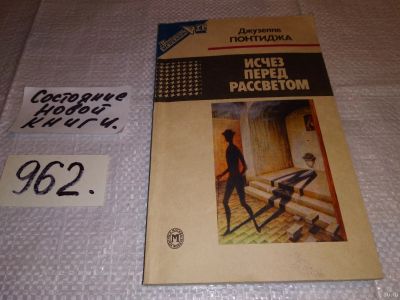 Джузеппе
ПОНТИДЖА
ИСЧЕЗ
ПЕРЕД
РАССВЕТОМ
Состояние
новой
книги.
962.